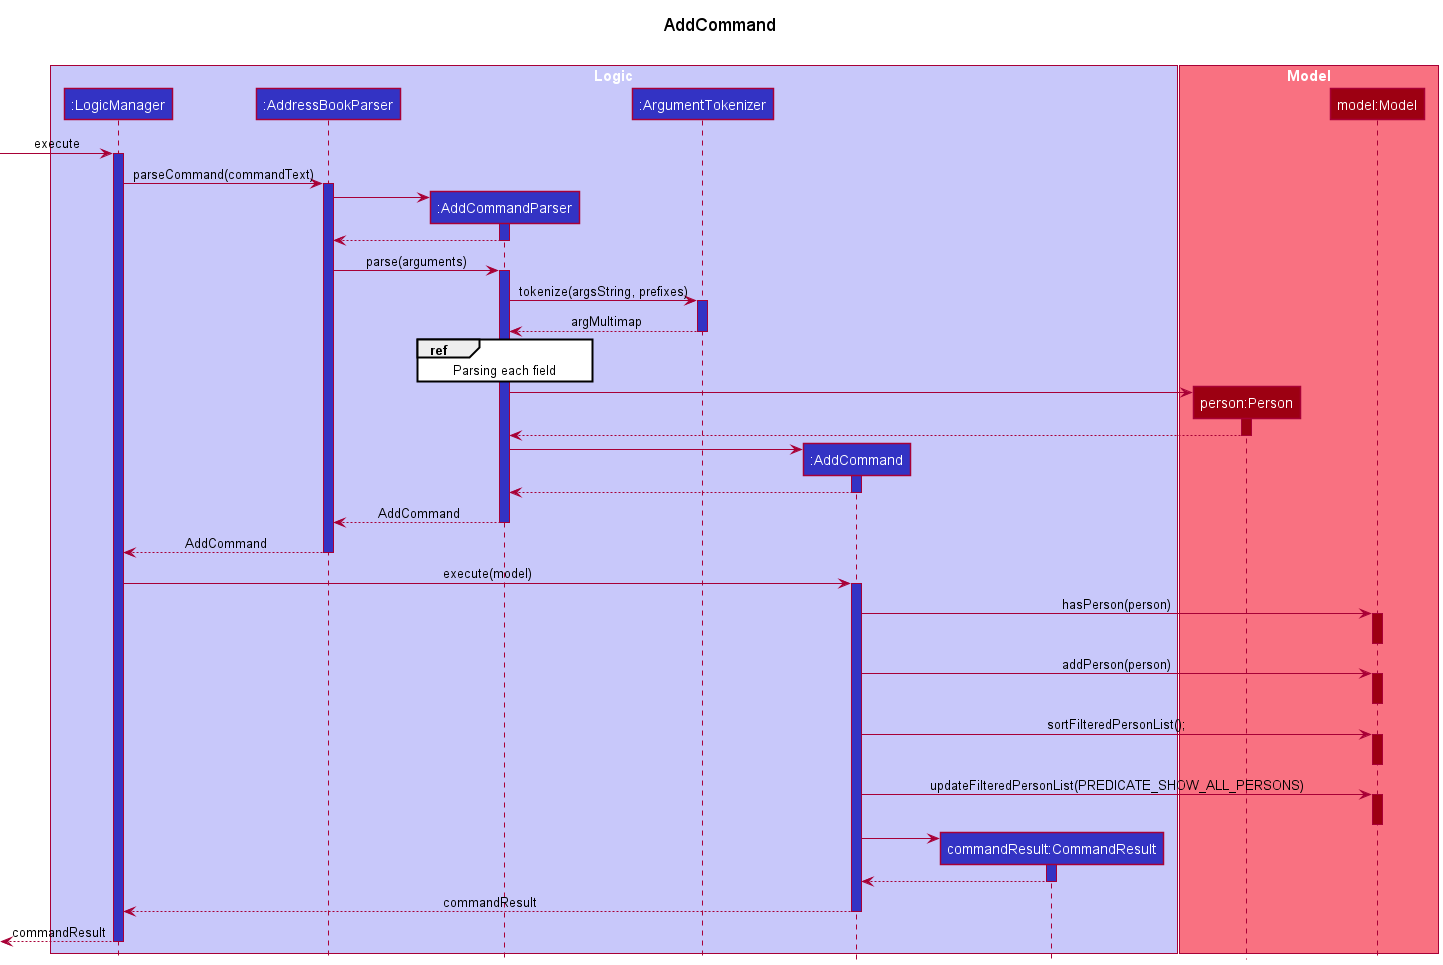 AddCommand
Logic
Model
:LogicManager
:AddressBookParser
:ArgumentTokenizer
model:Model
execute
parseCommand(commandText)
:AddCommandParser
parse(arguments)
tokenize(argsString, prefixes)
argMultimap
ref
Parsing each field
person:Person
:AddCommand
AddCommand
AddCommand
execute(model)
hasPerson(person)
addPerson(person)
sortFilteredPersonList();
updateFilteredPersonList(PREDICATE_SHOW_ALL_PERSONS)
commandResult:CommandResult
commandResult
commandResult